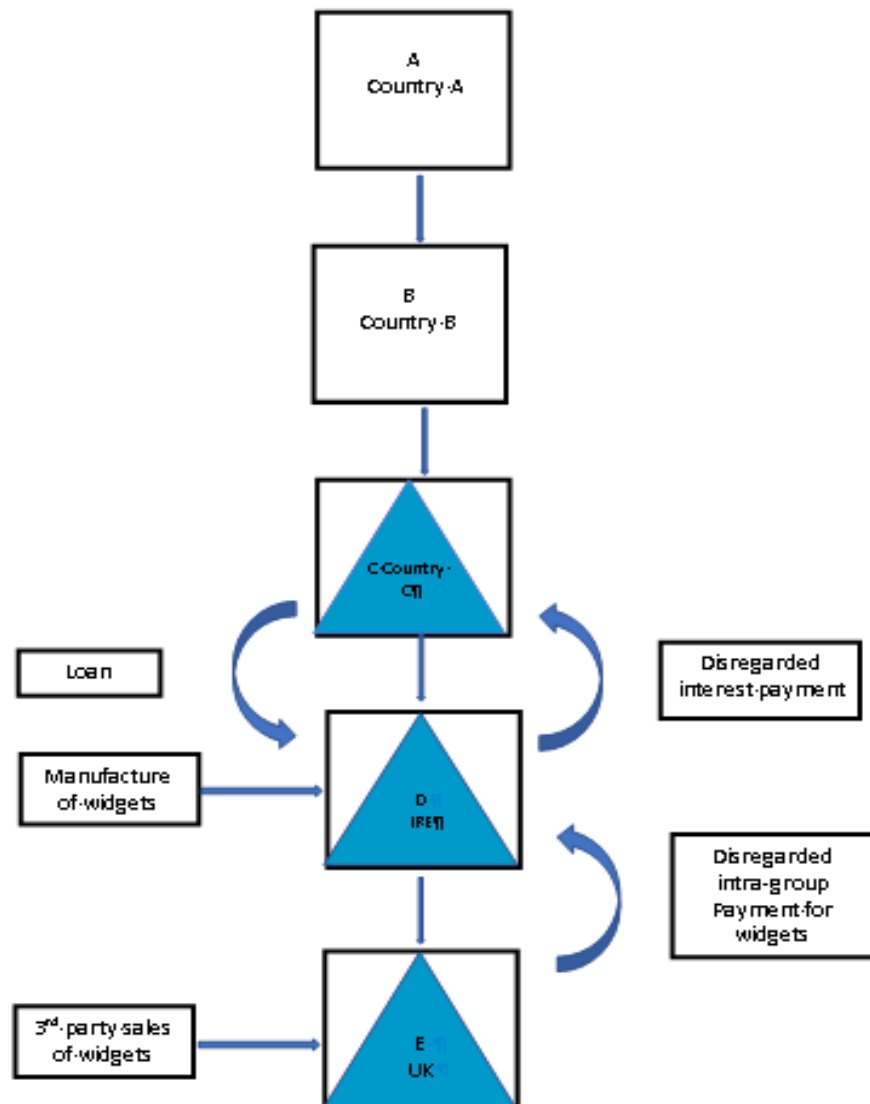 A
Country·A
B
Country·B
C·Country·
C¶
Loan
Disregarded
interest·payment
Manufacture
of·widgets
D ¶
IRE¶
Disregarded
intra-group
Payment·for
widgets
3rd·party·sales
of·widgets
E ¶
UK¶